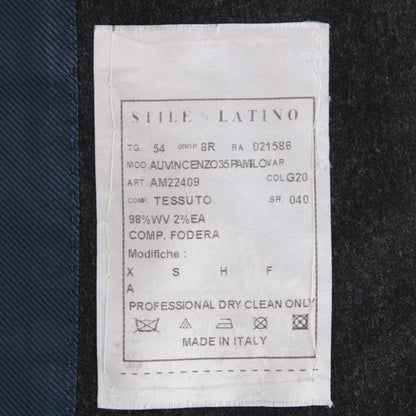 STILE LATINO
TG. 54 DROP 8R RA 021586
MOD. AUVINCENZO35PAMILOVAR.
ART. AM22409 COL G20
COMP. TESSUTO SR. 040
98%WV 2%EA
COMP. FODERA
Modifiche :
X S H F
A
PROFESSIONAL DRY CLEAN ONLY
MADE IN ITALY